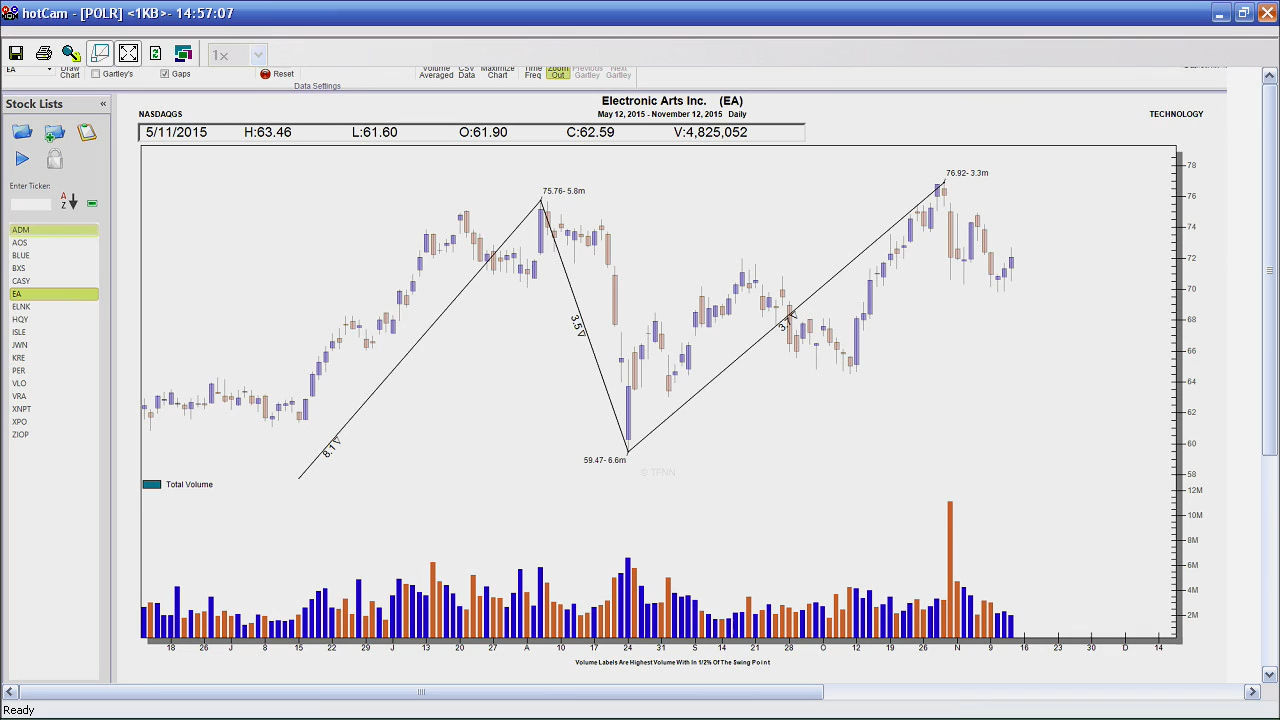 hotCam - [POLR] <1KB>- 14:57:07
1x
EA
Draw Chart
Gartley's
Gaps
Reset
Volume Averaged
CSV Data
Maximize Chart
Time Freq
Zoom Out
Previous Gartley
Next Gartley
Data Settings
Stock Lists «
Enter Ticker:
A
Z
ADM
AOS
BLUE
BXS
CASY
EA
ELNK
HQY
ISLE
JWN
KRE
PER
VLO
VRA
XNPT
XPO
ZIOP
Electronic Arts Inc. (EA)
NASDAQGS
May 12, 2015 - November 12, 2015 Daily
TECHNOLOGY
5/11/2015 H:63.46 L:61.60 O:61.90 C:62.59 V:4,825,052
76.92- 3.3m
75.76- 5.8m
3.5
8.1
59.47- 6.6m
© TFNN
78
76
74
72
70
68
66
64
62
60
58
Total Volume
12M
10M
8M
6M
4M
2M
18 26 J 8 15 22 29 J 13 20 27 A 10 17 24 31 S 14 21 28 O 12 19 26 N 9 16 23 30 D 14
Volume Labels Are Highest Volume With In 1/2% Of The Swing Point
Ready